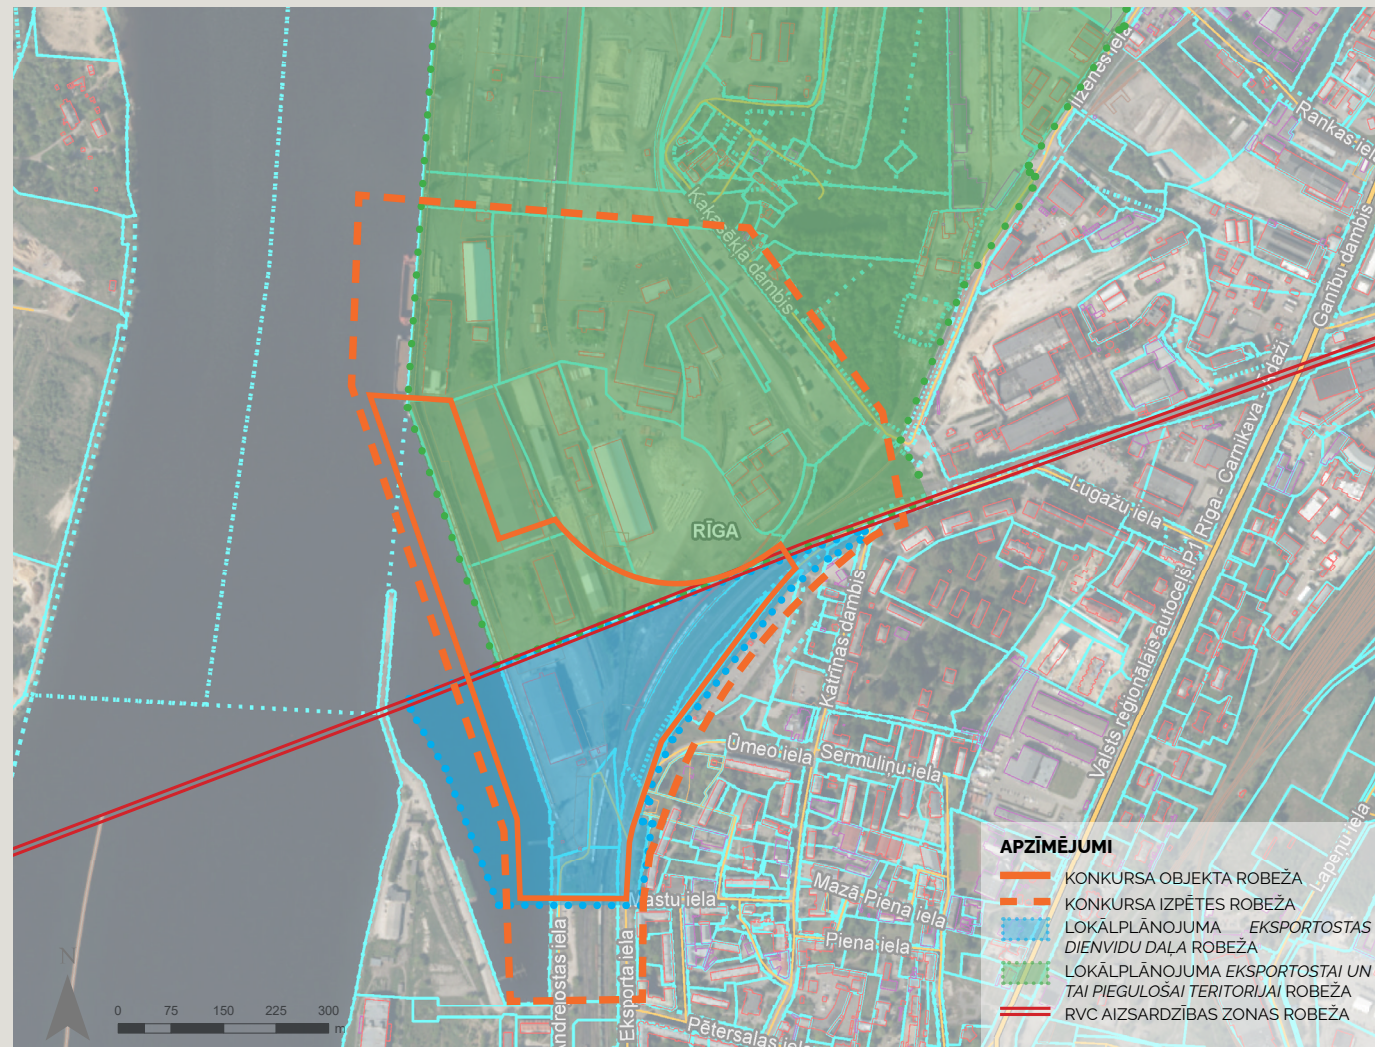 Ilzenes iela
Rankas iela
Ganību dambis
Kaķasēkļa dambis
RĪGA
Lugažu iela
Valsts reģionālais autoceļš P1 Rīga - Carnikava -
Katrīnas dambis
Ūmeo iela
Sērmuliņu iela
Mastu iela
Mazā Piena iela
Piena iela
Lapeņu iela
Andrejostas iela
Eksporta iela
Pētersalas iela
N
0 75 150 225 300
m
APZĪMĒJUMI
KONKURSA OBJEKTA ROBEŽA
KONKURSA IZPĒTES ROBEŽA
LOKĀLPLĀNOJUMA EKSPORTOSTAS
DIENVIDU DAĻA ROBEŽA
LOKĀLPLĀNOJUMA EKSPORTOSTAI UN
TAI PIEGULOŠAI TERITORIJAI ROBEŽA
RVC AIZSARDZĪBAS ZONAS ROBEŽA